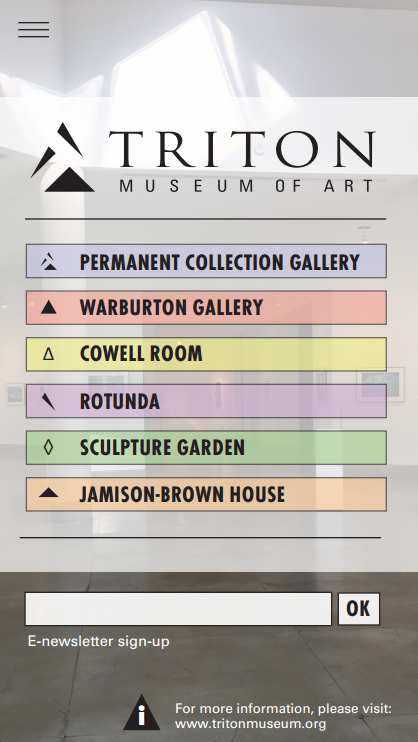 TRITON
MUSEUM OF ART
PERMANENT COLLECTION GALLERY
WARBURTON GALLERY
COWELL ROOM
ROTUNDA
SCULPTURE GARDEN
JAMISON-BROWN HOUSE
OK
E-newsletter sign-up
i
For more information, please visit:
www.tritonmuseum.org